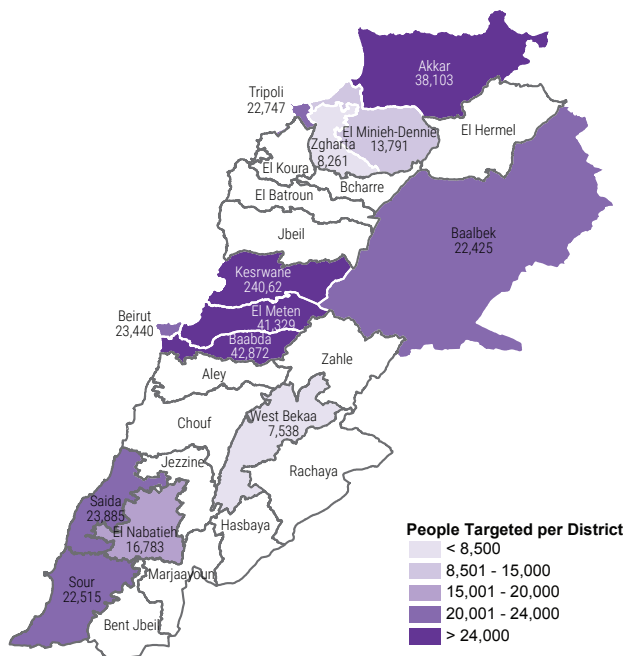 Akkar
38,103
Tripoli
22,747
El Minieh-Dennie
13,791
El Hermel
Zgharta
8,261
El Koura
Bcharre
El Batroun
Jbeil
Baalbek
22,425
Kesrwane
240,62
El Meten
41,329
Beirut
23,440
Baabda
42,872
Zahle
Aley
Chouf
West Bekaa
7,538
Jezzine
Rachaya
Saida
23,885
El Nabatieh
16,783
Hasbaya
Marjaayoun
Sour
22,515
Bent Jbeil
People Targeted per District
< 8,500
8,501 - 15,000
15,001 - 20,000
20,001 - 24,000
> 24,000